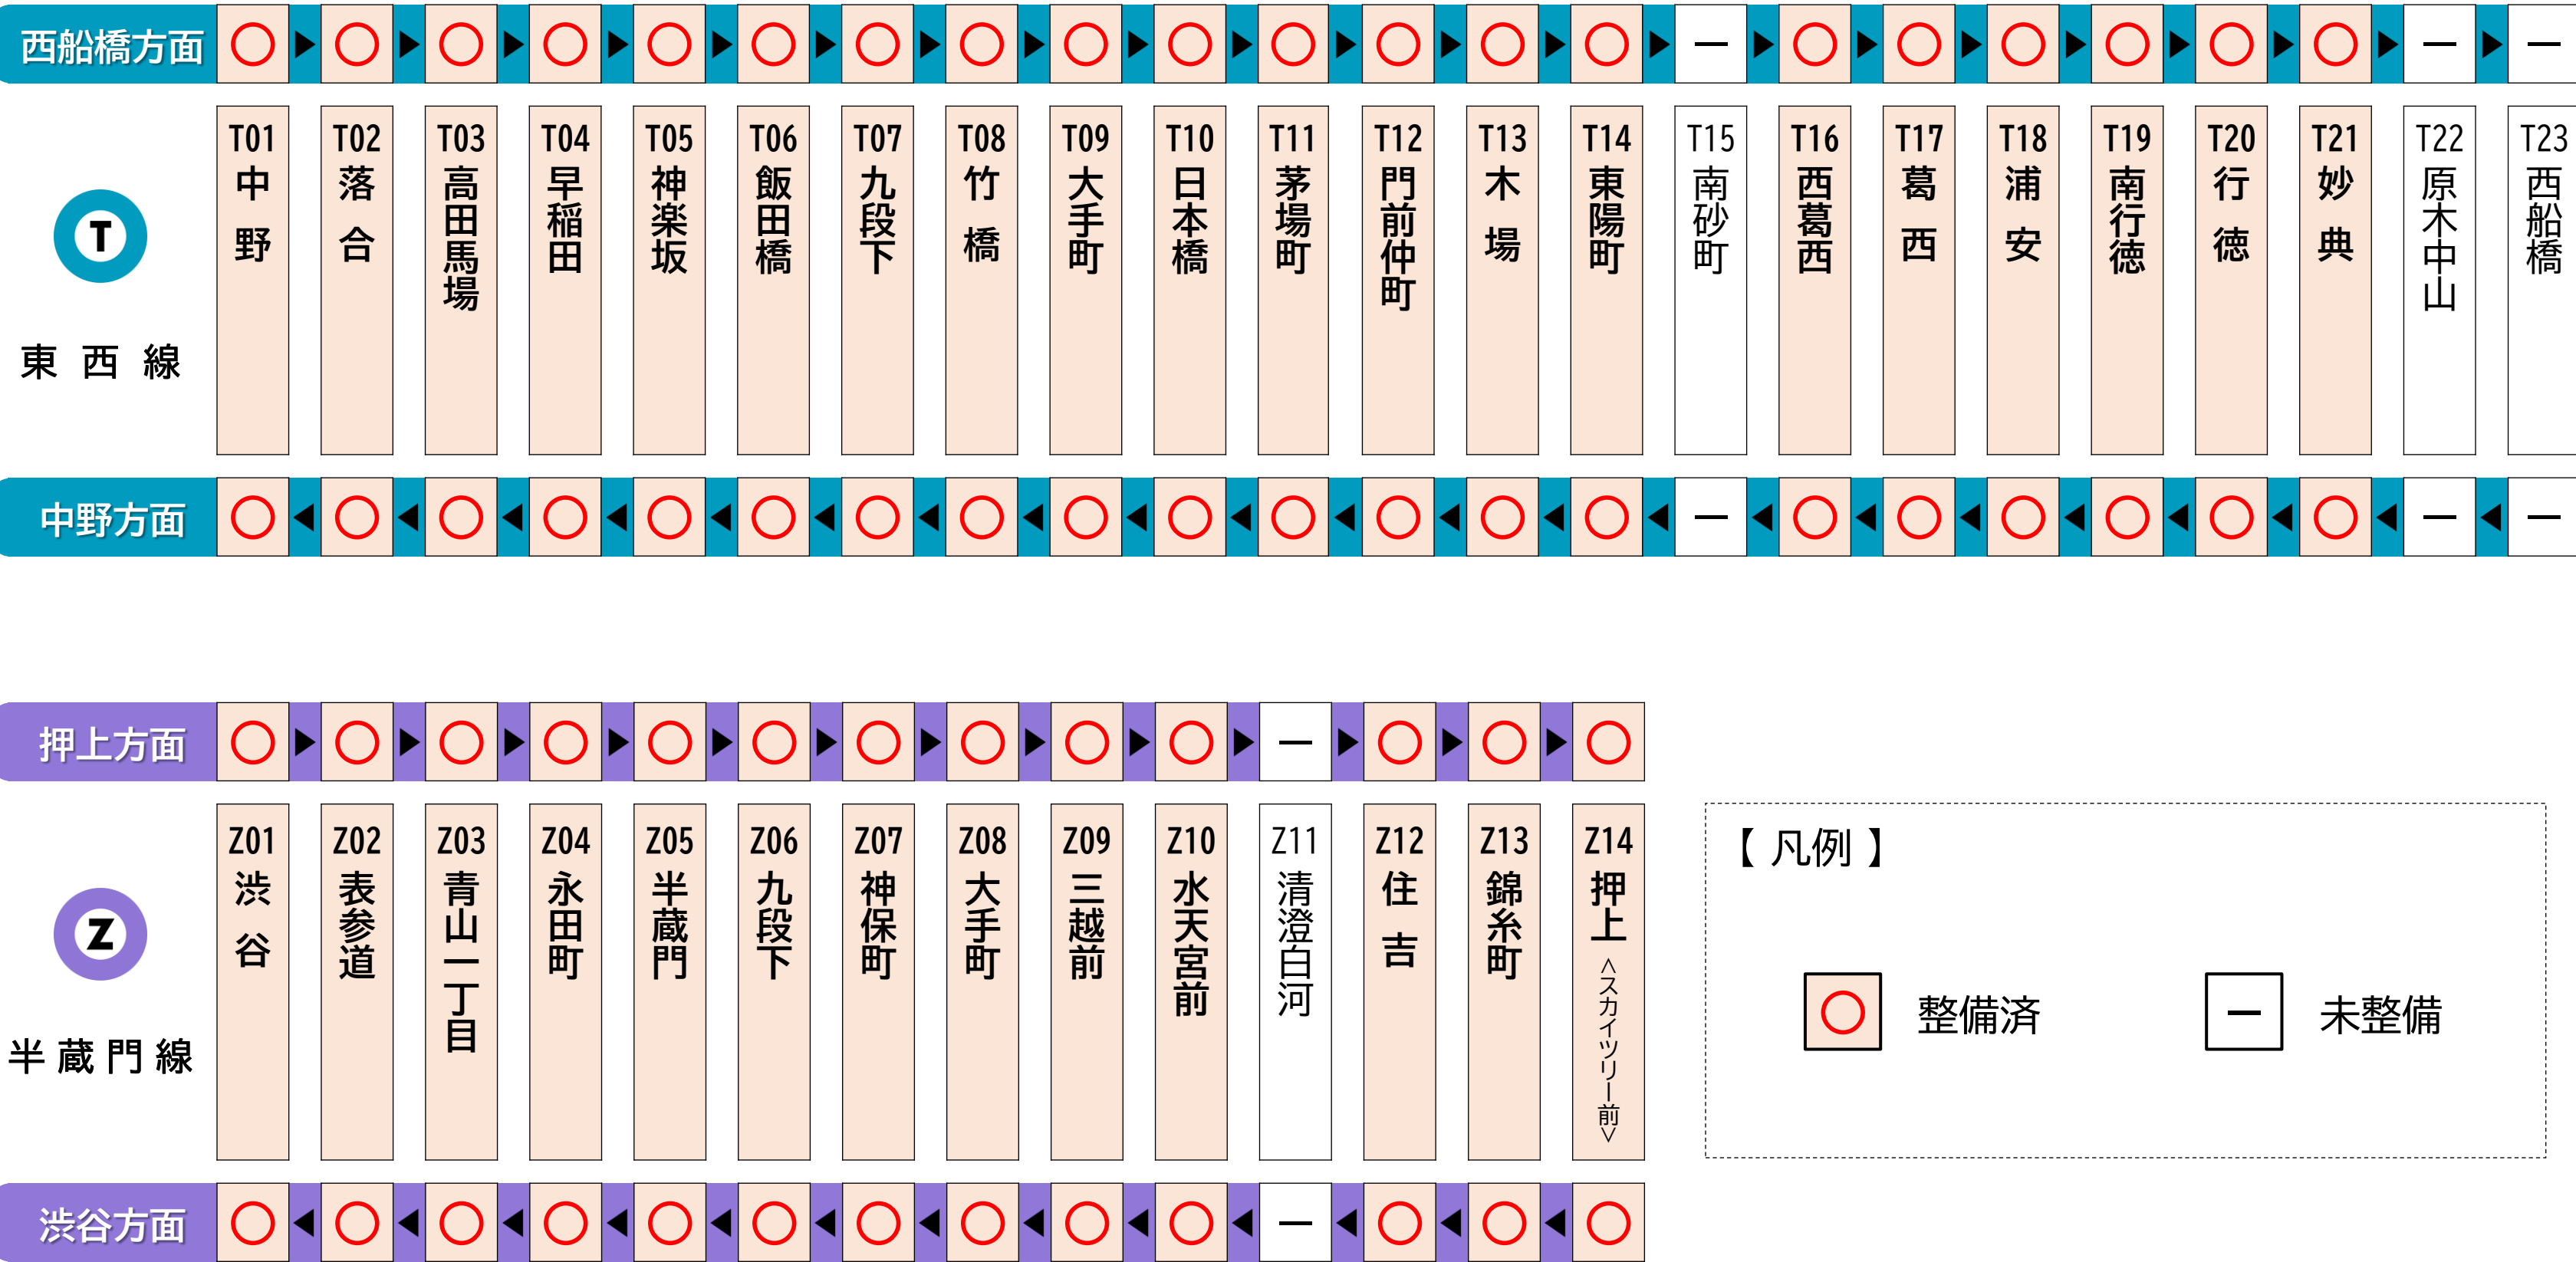 西船橋方面
T
東西線
T01 中野
T02 落合
T03 高田馬場
T04 早稲田
T05 神楽坂
T06 飯田橋
T07 九段下
T08 竹橋
T09 大手町
T10 日本橋
T11 茅場町
T12 門前仲町
T13 木場
T14 東陽町
T15 南砂町
T16 西葛西
T17 葛西
T18 浦安
T19 南行徳
T20 行徳
T21 妙典
T22 原木中山
T23 西船橋
中野方面
押上方面
Z
半蔵門線
Z01 渋谷
Z02 表参道
Z03 青山一丁目
Z04 永田町
Z05 半蔵門
Z06 九段下
Z07 神保町
Z08 大手町
Z09 三越前
Z10 水天宮前
Z11 清澄白河
Z12 住吉
Z13 錦糸町
Z14 押上<スカイツリー前>
渋谷方面
【 凡例 】
整備済
未整備